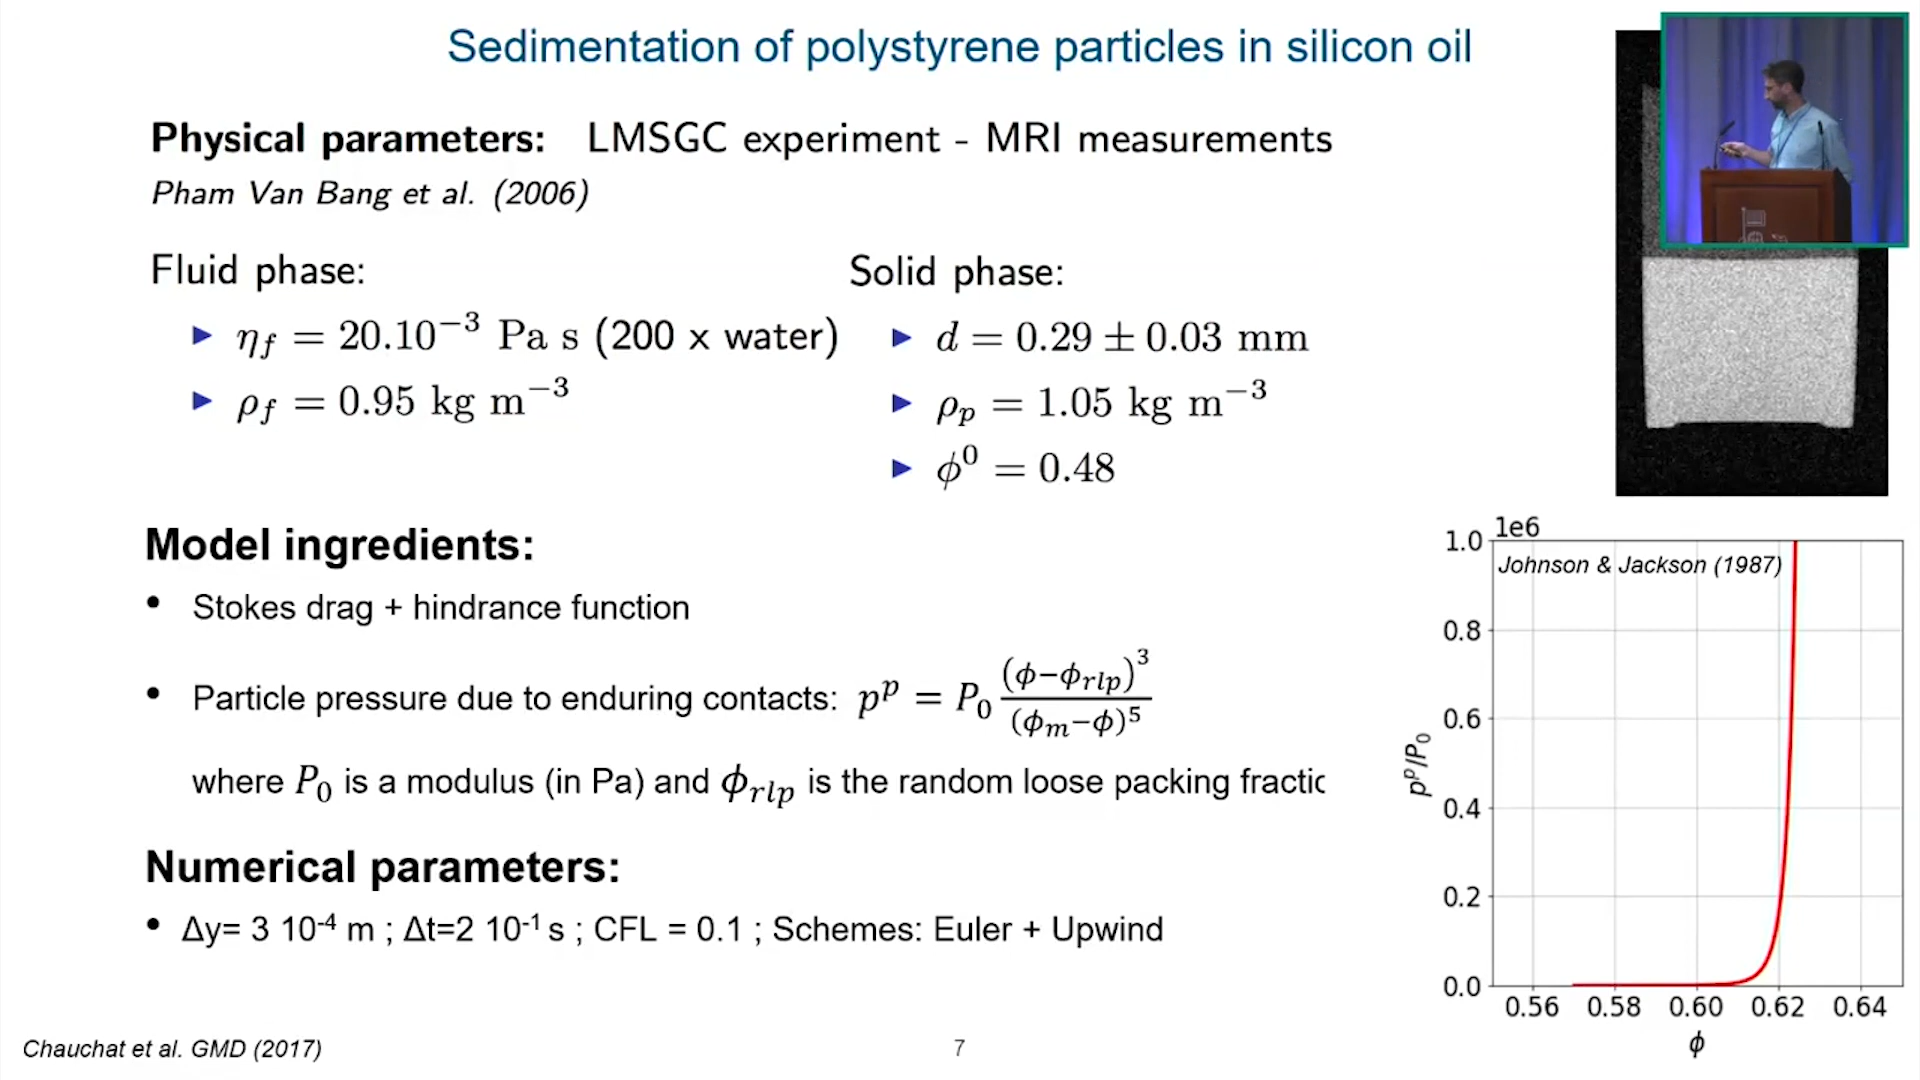 Sedimentation of polystyrene particles in silicon oil
Physical parameters: LMSGC experiment - MRI measurements
Pham Van Bang et al. (2006)
Fluid phase:
▶ η_f = 20.10⁻³ Pa s (200 x water)
▶ ρ_f = 0.95 kg m⁻³
Solid phase:
▶ d = 0.29 ± 0.03 mm
▶ ρ_p = 1.05 kg m⁻³
▶ ϕ⁰ = 0.48
Model ingredients:
• Stokes drag + hindrance function
• Particle pressure due to enduring contacts: pᵖ = P₀ (ϕ−ϕ_rlp)³ / (ϕ_m−ϕ)⁵
where P₀ is a modulus (in Pa) and ϕ_rlp is the random loose packing fractic
Numerical parameters:
• Δy= 3 10⁻⁴ m ; Δt=2 10⁻¹ s ; CFL = 0.1 ; Schemes: Euler + Upwind
1e6
Johnson & Jackson (1987)
1.0
0.8
0.6
0.4
0.2
0.0
pᵖ/P₀
0.56 0.58 0.60 0.62 0.64
ϕ
Chauchat et al. GMD (2017)
7